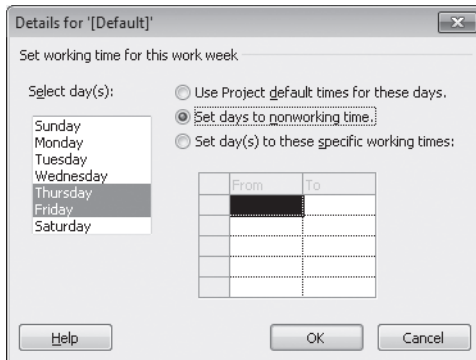 Details for '[Default]'
Set working time for this work week
Select day(s):
Sunday
Monday
Tuesday
Wednesday
Thursday
Friday
Saturday
Use Project default times for these days.
Set days to nonworking time.
Set day(s) to these specific working times:
From To
Help OK Cancel